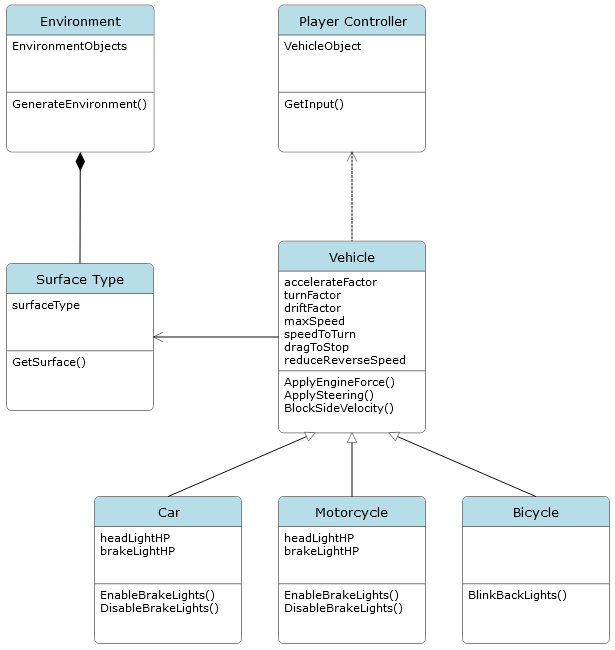 Environment
EnvironmentObjects
GenerateEnvironment()
Player Controller
VehicleObject
GetInput()
Surface Type
surfaceType
GetSurface()
Vehicle
accelerateFactor
turnFactor
driftFactor
maxSpeed
speedToTurn
dragToStop
reduceReverseSpeed
ApplyEngineForce()
ApplySteering()
BlockSideVelocity()
Car
headLightHP
brakeLightHP
EnableBrakeLights()
DisableBrakeLights()
Motorcycle
headLightHP
brakeLightHP
EnableBrakeLights()
DisableBrakeLights()
Bicycle
BlinkBackLights()